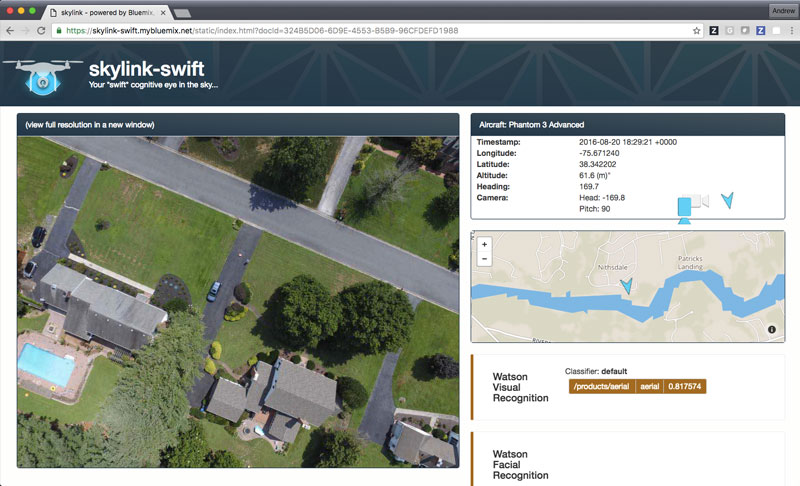 skylink - powered by Bluemix.
Andrew
https://skylink-swift.mybluemix.net/static/index.html?docId=324B5D06-6D9E-4553-B5B9-96CFDEFD1988
skylink-swift
Your "swift" cognitive eye in the sky...
(view full resolution in a new window)
Aircraft: Phantom 3 Advanced
Timestamp: 2016-08-20 18:29:21 +0000
Longitude: -75.671240
Latitude: 38.342202
Altitude: 61.6 (m)"
Heading: 169.7
Camera: Head: -169.8
Pitch: 90
+
−
Patricks
Landing
Nithsdale
Watson
Visual
Recognition
Classifier: default
/products/aerial aerial 0.817574
Watson
Facial
Recognition